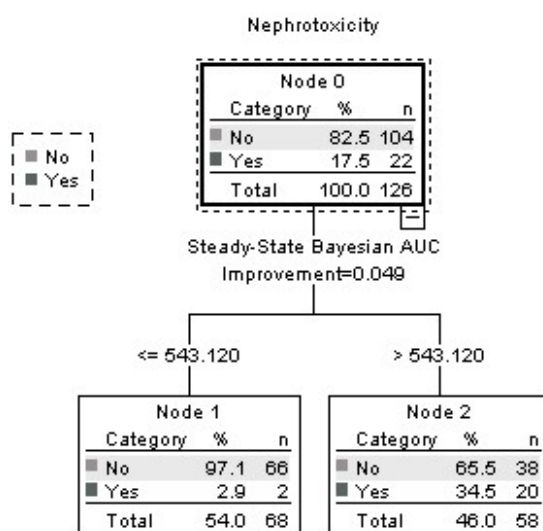 Nephrotoxicity
Node 0
Category % n
No 82.5 104
Yes 17.5 22
Total 100.0 126
No
Yes
Steady-State Bayesian AUC
Improvement=0.049
<= 543.120
> 543.120
Node 1
Category % n
No 97.1 66
Yes 2.9 2
Total 54.0 68
Node 2
Category % n
No 65.5 38
Yes 34.5 20
Total 46.0 58